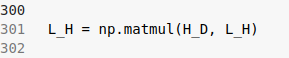 300
301 L_H = np.matmul(H_D, L_H)
302